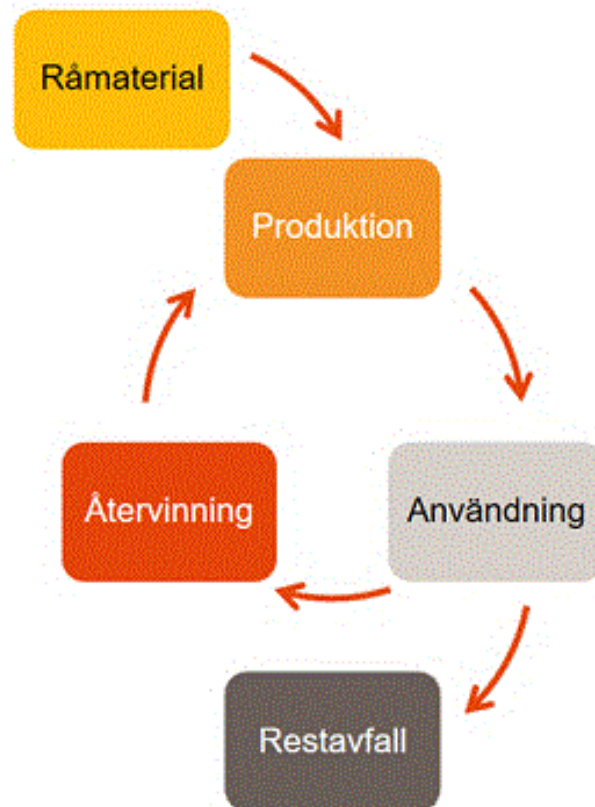 Råmaterial
Produktion
Återvinning
Användning
Restavfall